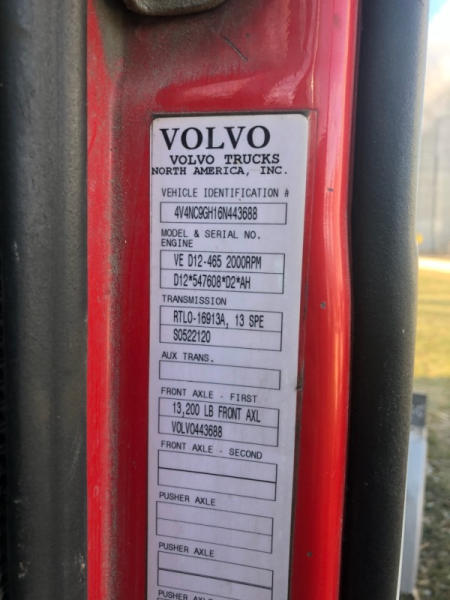 VOLVO
VOLVO TRUCKS
NORTH AMERICA, INC.
VEHICLE IDENTIFICATION #
4V4NC9GH16N443688
MODEL & SERIAL NO.
ENGINE
VE D12-465 2000RPM
D12*547608*D2*AH
TRANSMISSION
RTLO-16913A, 13 SPE
S0522120
AUX TRANS.
FRONT AXLE - FIRST
13,200 LB FRONT AXL
VOLVO443688
FRONT AXLE - SECOND
PUSHER AXLE
PUSHER AXLE
PUSHER AXLE